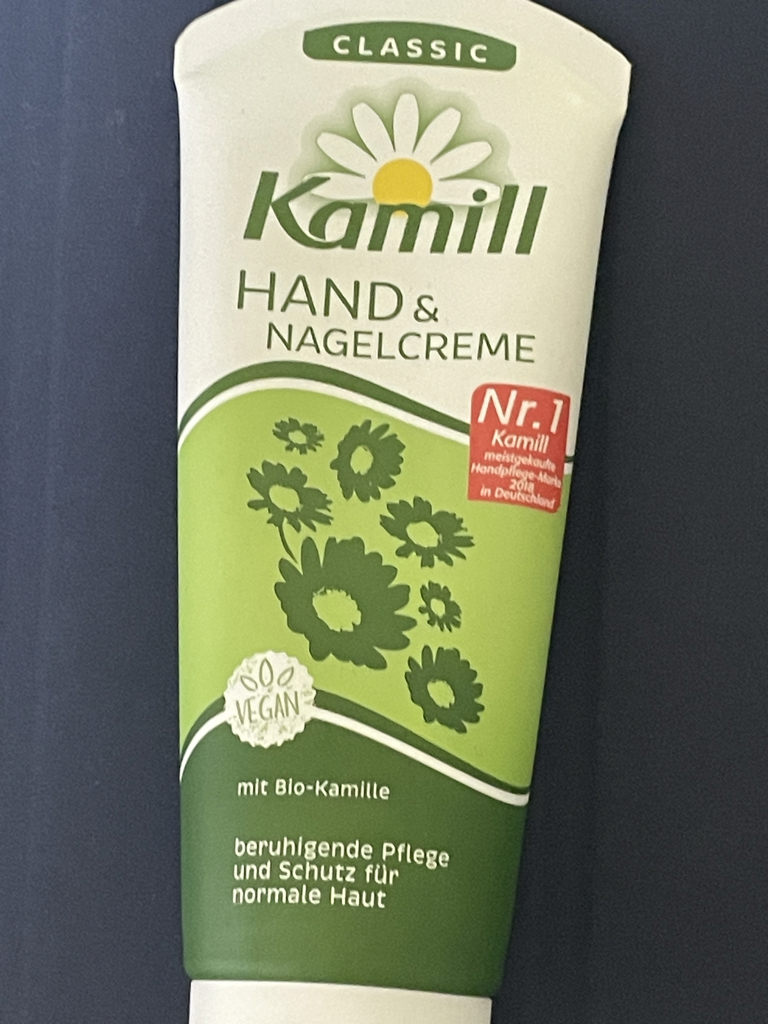 CLASSIC
Kamill
HAND &
NAGELCREME
Nr.1
Kamill
meistgekaufte
Handpflege-Marke
2018
in Deutschland
VEGAN
mit Bio-Kamille
beruhigende Pflege
und Schutz für
normale Haut